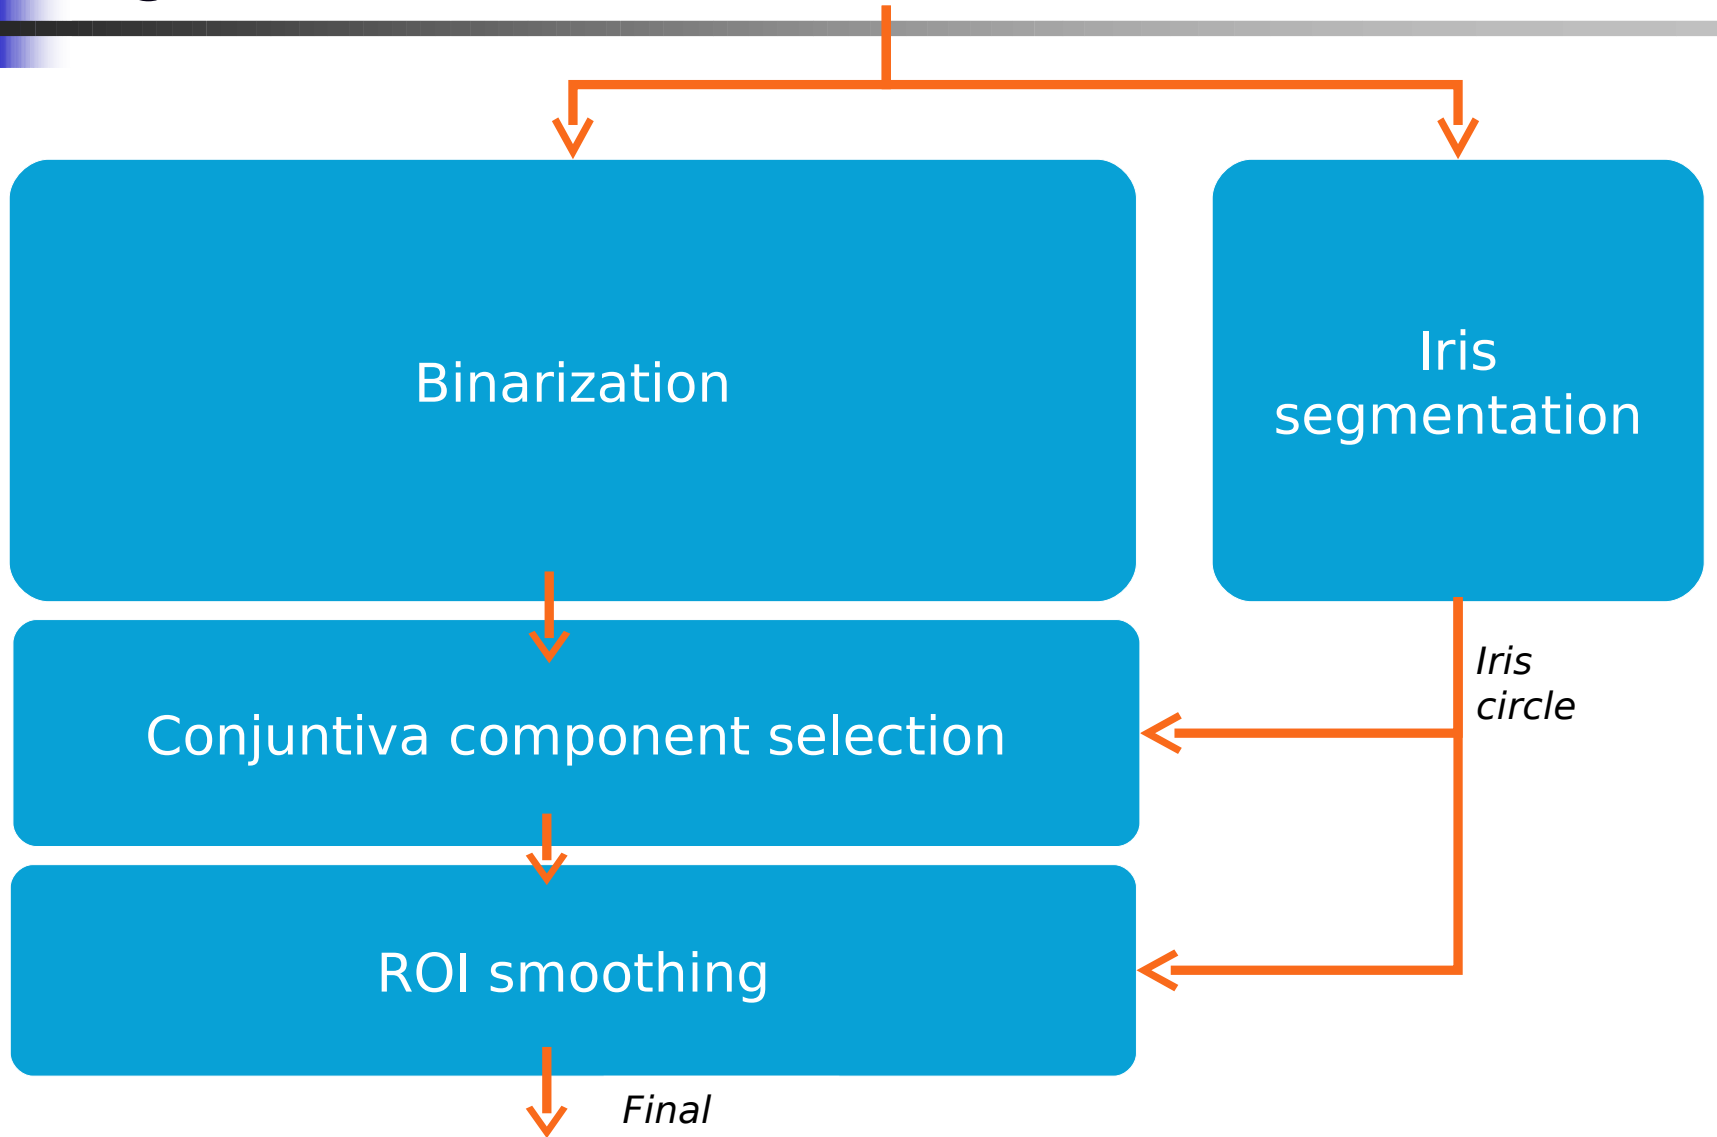 Binarization
Iris
segmentation
Iris
circle
Conjuntiva component selection
ROI smoothing
Final